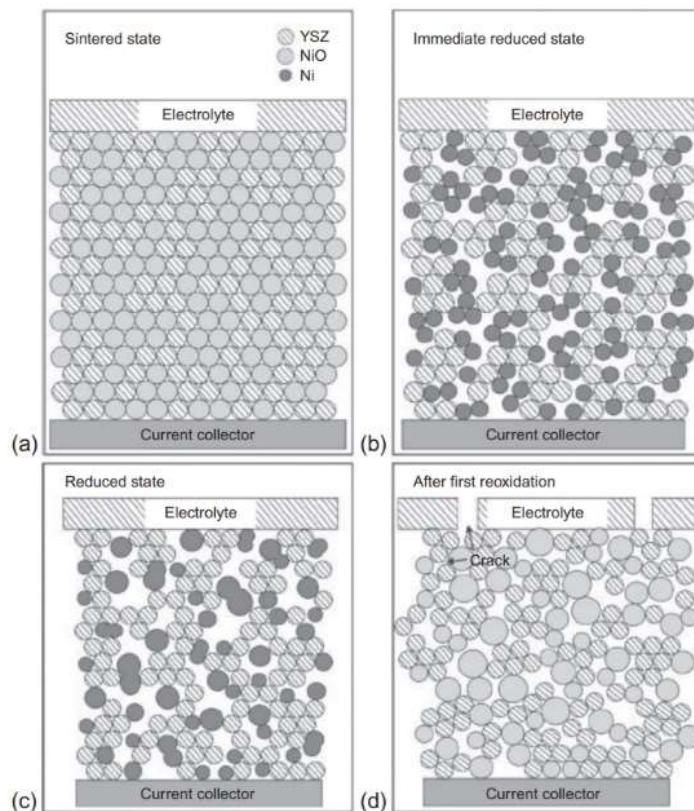 Sintered state
YSZ
NiO
Ni
Electrolyte
Current collector
(a)
Immediate reduced state
Electrolyte
Current collector
(b)
Reduced state
Electrolyte
Current collector
(c)
After first reoxidation
Electrolyte
Crack
Current collector
(d)